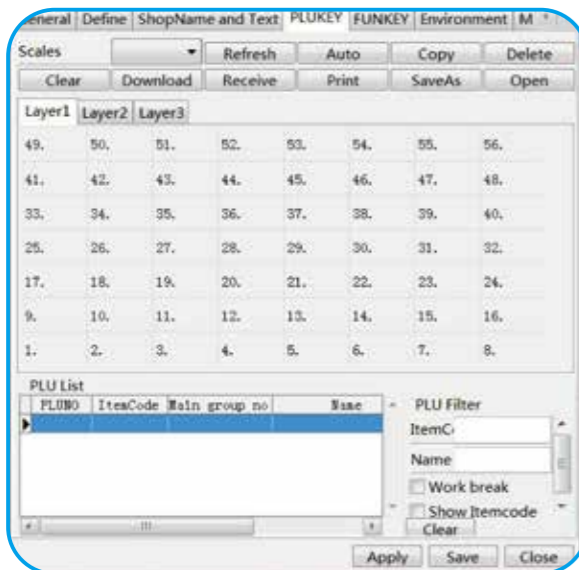 eneral Define ShopName and Text PLUKEY FUNKEY Environment M
Scales Refresh Auto Copy Delete
Clear Download Receive Print SaveAs Open
Layer1 Layer2 Layer3
49. 50. 51. 52. 53. 54. 55. 56.
41. 42. 43. 44. 45. 46. 47. 48.
33. 34. 35. 36. 37. 38. 39. 40.
25. 26. 27. 28. 29. 30. 31. 32.
17. 18. 19. 20. 21. 22. 23. 24.
9. 10. 11. 12. 13. 14. 15. 16.
1. 2. 3. 4. 5. 6. 7. 8.
PLU List
PLUNO ItemCode Main group no Name
PLU Filter
ItemC
Name
Work break
Show Itemcode
Clear
Apply Save Close